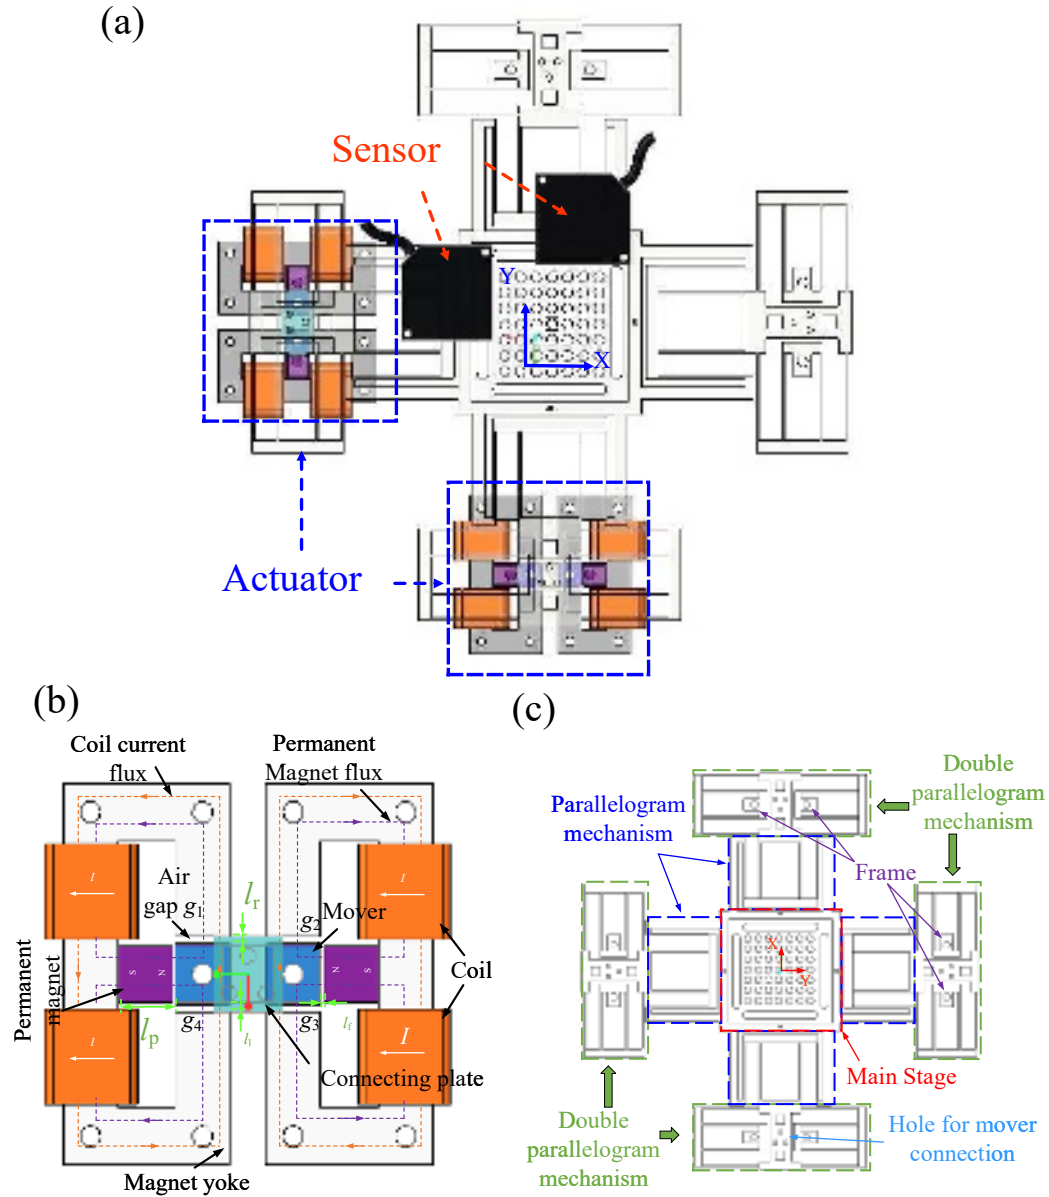 (a)
Sensor
Y
X
Actuator
(b)
Coil current
flux
Permanent
Magnet flux
I
I
Air
gap g1
lr
g2
Mover
Permanent
magnet
S
N
N
S
Coil
lp
g4
g3
lf
l1
I
I
Connecting plate
Magnet yoke
(c)
Double
parallelogram
mechanism
Parallelogram
mechanism
Frame
X
Y
Main Stage
Double
parallelogram
mechanism
Hole for mover
connection